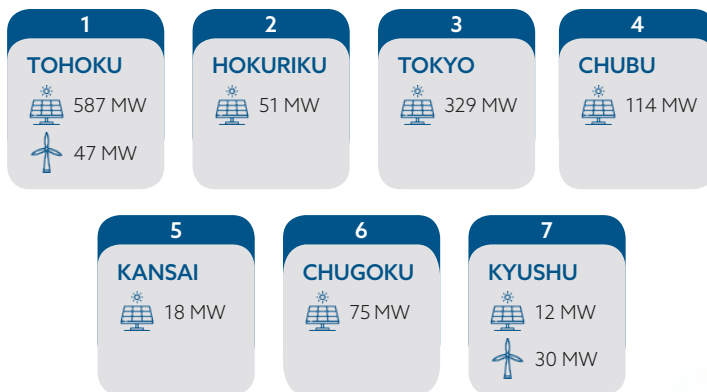 1
TOHOKU
587 MW
47 MW
2
HOKURIKU
51 MW
3
TOKYO
329 MW
4
CHUBU
114 MW
5
KANSAI
18 MW
6
CHUGOKU
75 MW
7
KYUSHU
12 MW
30 MW